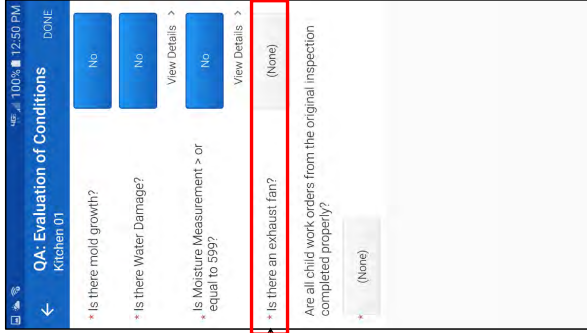 4G 100% 12:50 PM
QA: Evaluation of Conditions
DONE
Kitchen 01
* Is there mold growth?
No
* Is there Water Damage?
No
View Details >
* Is Moisture Measurement > or
equal to 599?
No
View Details >
* Is there an exhaust fan?
(None)
Are all child work orders from the original inspection
completed properly?
*
(None)